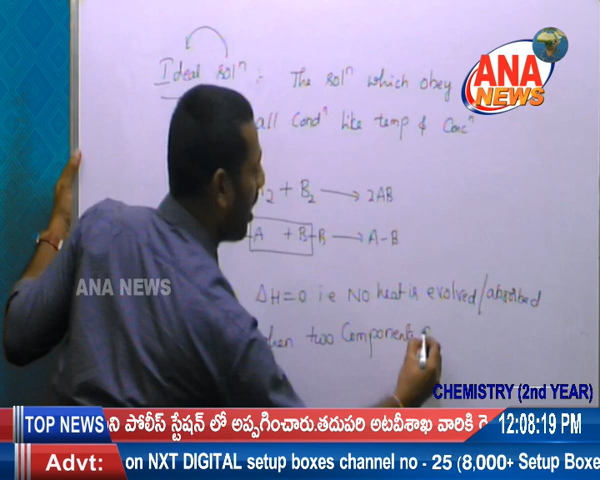 Ideal solⁿ :- The solⁿ which obey
all Condⁿ like temp & Concⁿ
2 + B₂ → 2AB
-A + B-B → A-B
ΔH=0 i.e NO heat is evolved/absorbed
hen two Components
ANA
NEWS
ANA NEWS
CHEMISTRY (2nd YEAR)
TOP NEWS ని పోలీస్ స్టేషన్ లో అప్పగించారు.తదుపరి అటవీశాఖ వారికి 12:08:19 PM
Advt: on NXT DIGITAL setup boxes channel no - 25 (8,000+ Setup Boxe